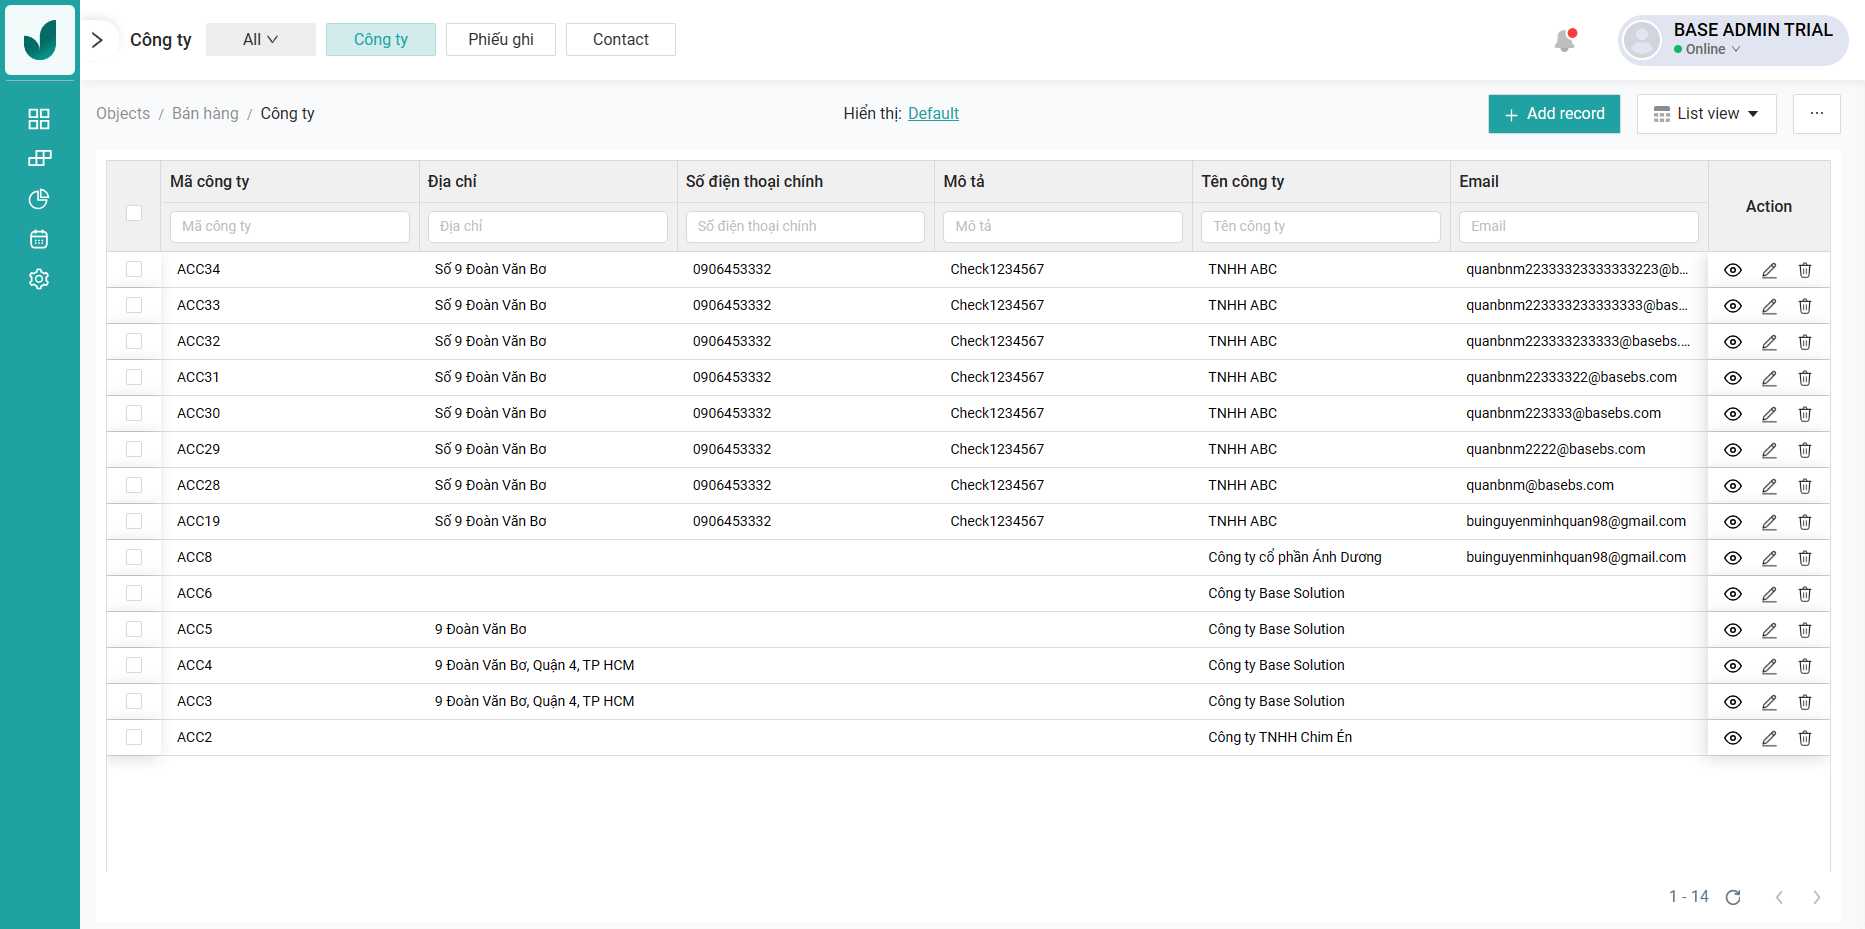 Công ty
All
Công ty
Phiếu ghi
Contact
BASE ADMIN TRIAL
Online
Objects / Bán hàng / Công ty
Hiển thị: Default
Add record
List view
Mã công ty Địa chỉ Số điện thoại chính Mô tả Tên công ty Email Action
Mã công ty Địa chỉ Số điện thoại chính Mô tả Tên công ty Email
ACC34 Số 9 Đoàn Văn Bơ 0906453332 Check1234567 TNHH ABC quanbnm22333323333333223@b...
ACC33 Số 9 Đoàn Văn Bơ 0906453332 Check1234567 TNHH ABC quanbnm223333233333333@bas...
ACC32 Số 9 Đoàn Văn Bơ 0906453332 Check1234567 TNHH ABC quanbnm223333233333@basebs....
ACC31 Số 9 Đoàn Văn Bơ 0906453332 Check1234567 TNHH ABC quanbnm22333322@basebs.com
ACC30 Số 9 Đoàn Văn Bơ 0906453332 Check1234567 TNHH ABC quanbnm223333@basebs.com
ACC29 Số 9 Đoàn Văn Bơ 0906453332 Check1234567 TNHH ABC quanbnm2222@basebs.com
ACC28 Số 9 Đoàn Văn Bơ 0906453332 Check1234567 TNHH ABC quanbnm@basebs.com
ACC19 Số 9 Đoàn Văn Bơ 0906453332 Check1234567 TNHH ABC buinguyenminhquan98@gmail.com
ACC8 Công ty cổ phần Ánh Dương buinguyenminhquan98@gmail.com
ACC6 Công ty Base Solution
ACC5 9 Đoàn Văn Bơ Công ty Base Solution
ACC4 9 Đoàn Văn Bơ, Quận 4, TP HCM Công ty Base Solution
ACC3 9 Đoàn Văn Bơ, Quận 4, TP HCM Công ty Base Solution
ACC2 Công ty TNHH Chim Én
1 - 14